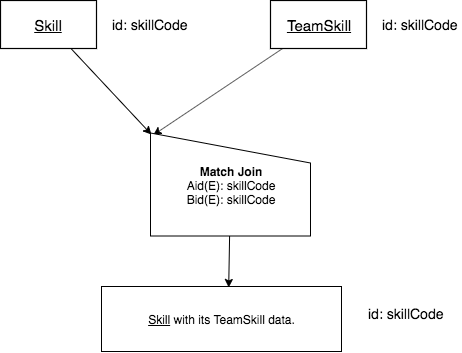 Skill
id: skillCode
TeamSkill
id: skillCode
Match Join
Aid(E): skillCode
Bid(E): skillCode
Skill with its TeamSkill data.
id: skillCode